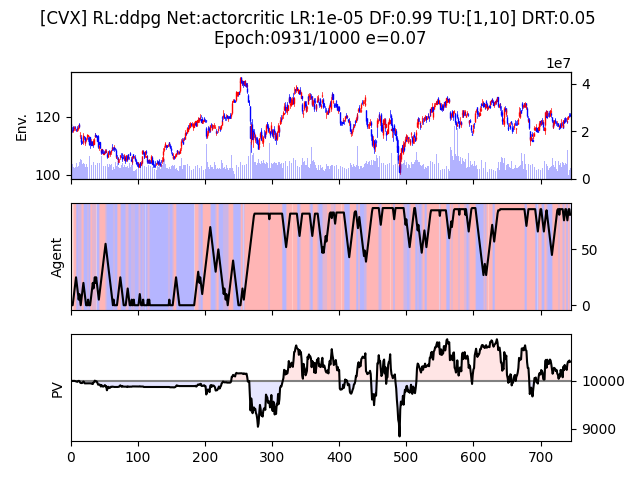 [CVX] RL:ddpg Net:actorcritic LR:1e-05 DF:0.99 TU:[1,10] DRT:0.05
Epoch:0931/1000 e=0.07
1e7
Env.
120
100
4
2
0
Agent
50
0
PV
10000
9000
0 100 200 300 400 500 600 700